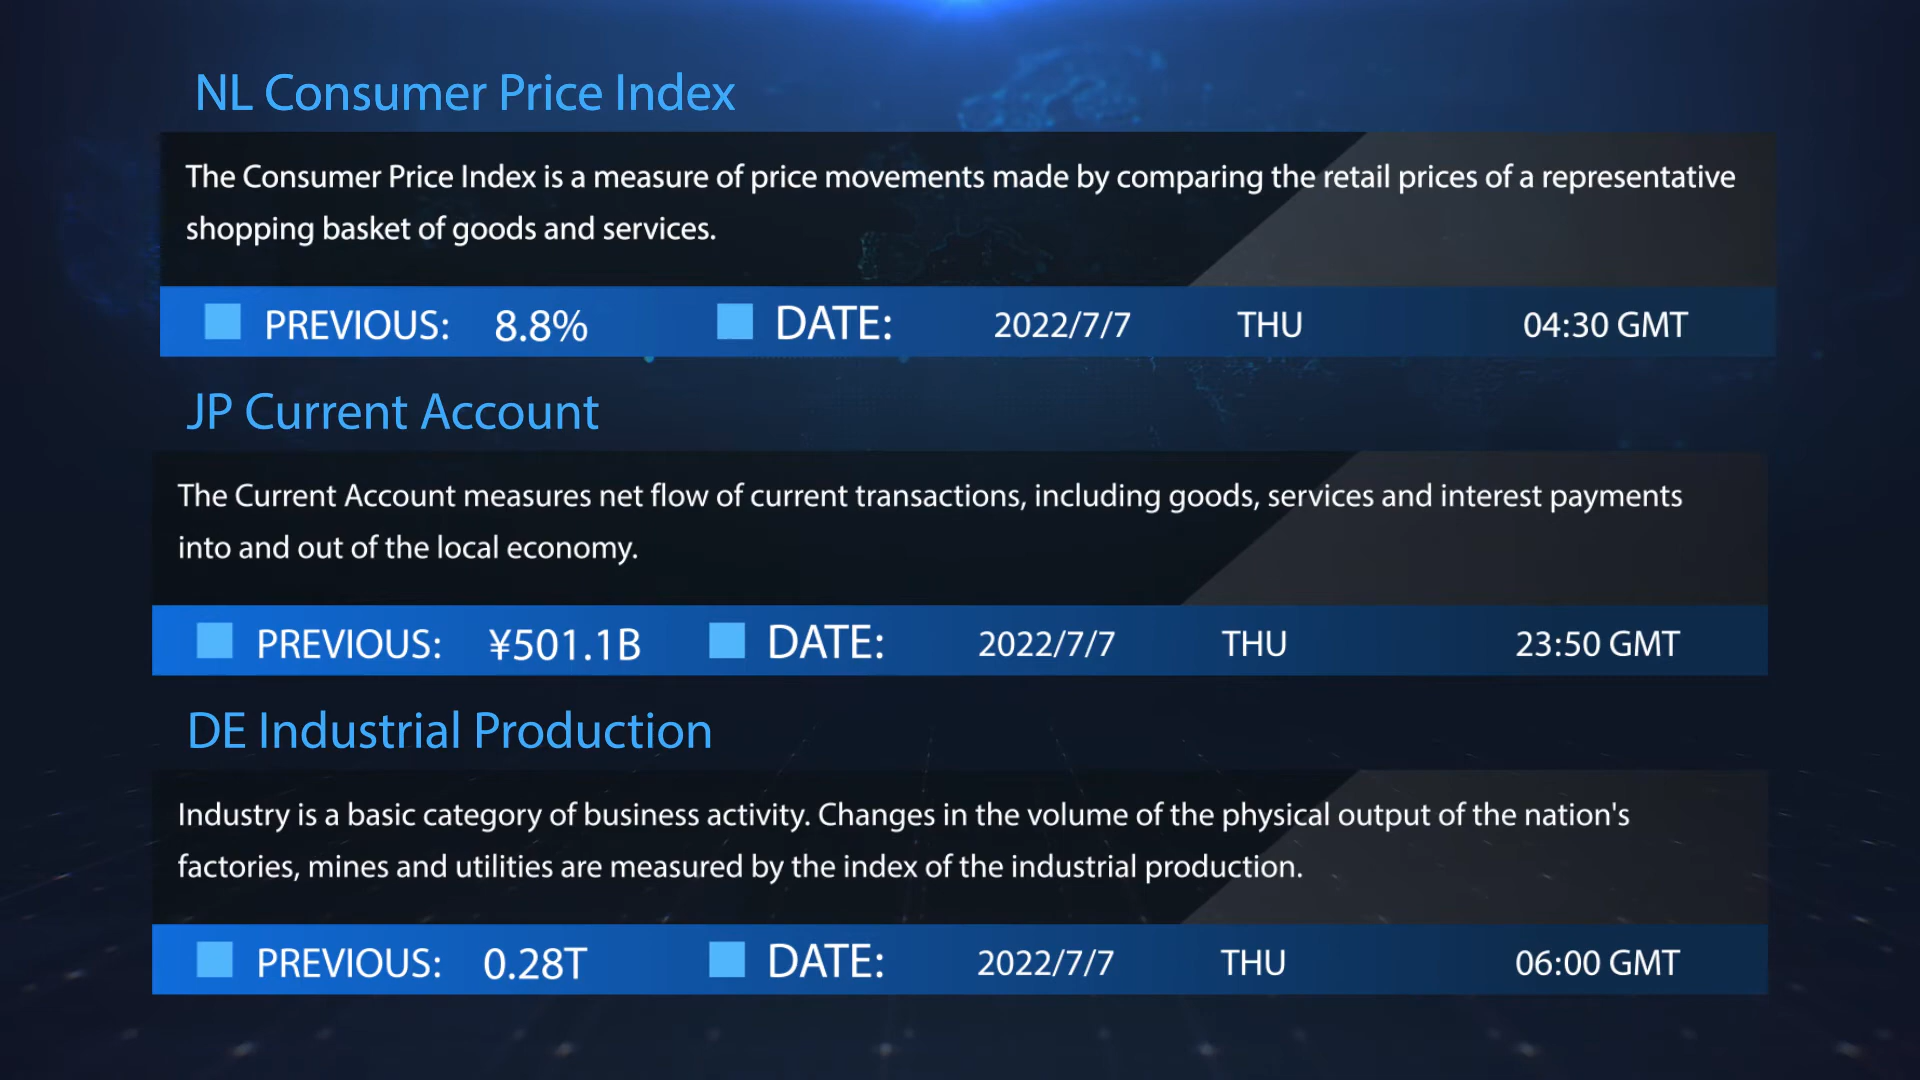 NL Consumer Price Index
The Consumer Price Index is a measure of price movements made by comparing the retail prices of a representative
shopping basket of goods and services.
PREVIOUS: 8.8% DATE: 2022/7/7 THU 04:30 GMT
JP Current Account
The Current Account measures net flow of current transactions, including goods, services and interest payments
into and out of the local economy.
PREVIOUS: ¥501.1B DATE: 2022/7/7 THU 23:50 GMT
DE Industrial Production
Industry is a basic category of business activity. Changes in the volume of the physical output of the nation's
factories, mines and utilities are measured by the index of the industrial production.
PREVIOUS: 0.28T DATE: 2022/7/7 THU 06:00 GMT